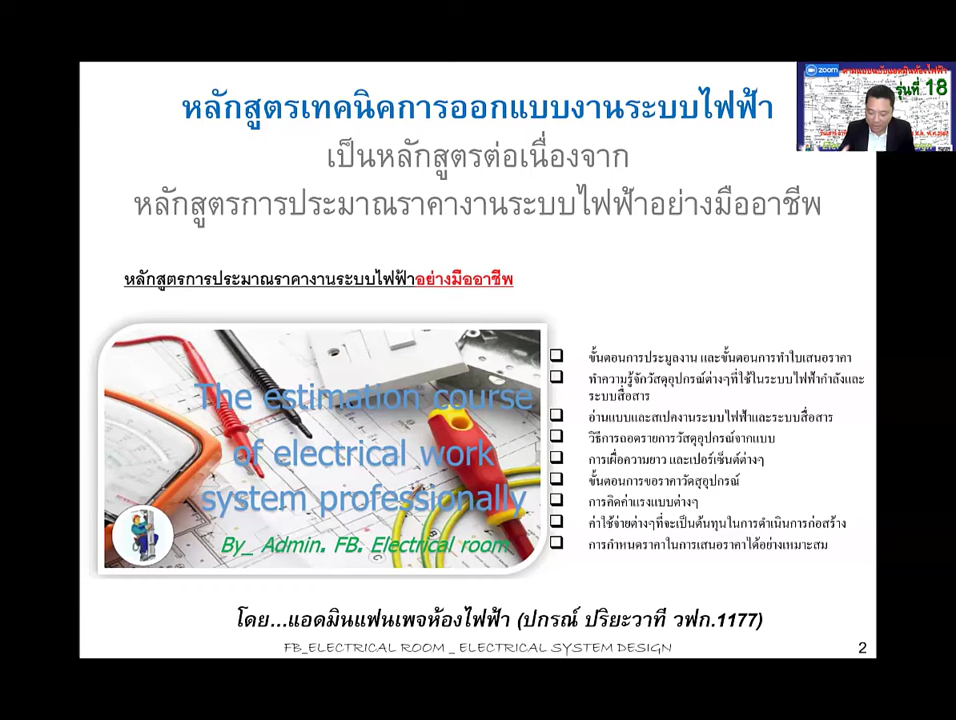 หลักสูตรเทคนิคการออกแบบงานระบบไฟฟ้า
เป็นหลักสูตรต่อเนื่องจาก
หลักสูตรการประมาณราคางานระบบไฟฟ้าอย่างมืออาชีพ
zoom
รุ่นที่ 18
หลักสูตรการประมาณราคางานระบบไฟฟ้าอย่างมืออาชีพ
The estimation course
of electrical work
system professionally
By_ Admin. FB. Electrical room
ขั้นตอนการประมูลงาน และขั้นตอนการทำใบเสนอราคา
ทำความรู้จักวัสดุอุปกรณ์ต่างๆที่ใช้ในระบบไฟฟ้ากำลังและ
ระบบสื่อสาร
อ่านแบบและสเปคงานระบบไฟฟ้าและระบบสื่อสาร
วิธีการถอดรายการวัสดุอุปกรณ์จากแบบ
การเผื่อความยาว และเปอร์เซ็นต์ต่างๆ
ขั้นตอนการขอราคาวัสดุอุปกรณ์
การคิดค่าแรงแบบต่างๆ
ค่าใช้จ่ายต่างๆที่จะเป็นต้นทุนในการดำเนินการก่อสร้าง
การกำหนดราคาในการเสนอราคาได้อย่างเหมาะสม
โดย...แอดมินแฟนเพจห้องไฟฟ้า (ปกรณ์ ปริยะวาที วฟก.1177)
FB_ELECTRICAL ROOM _ ELECTRICAL SYSTEM DESIGN
2